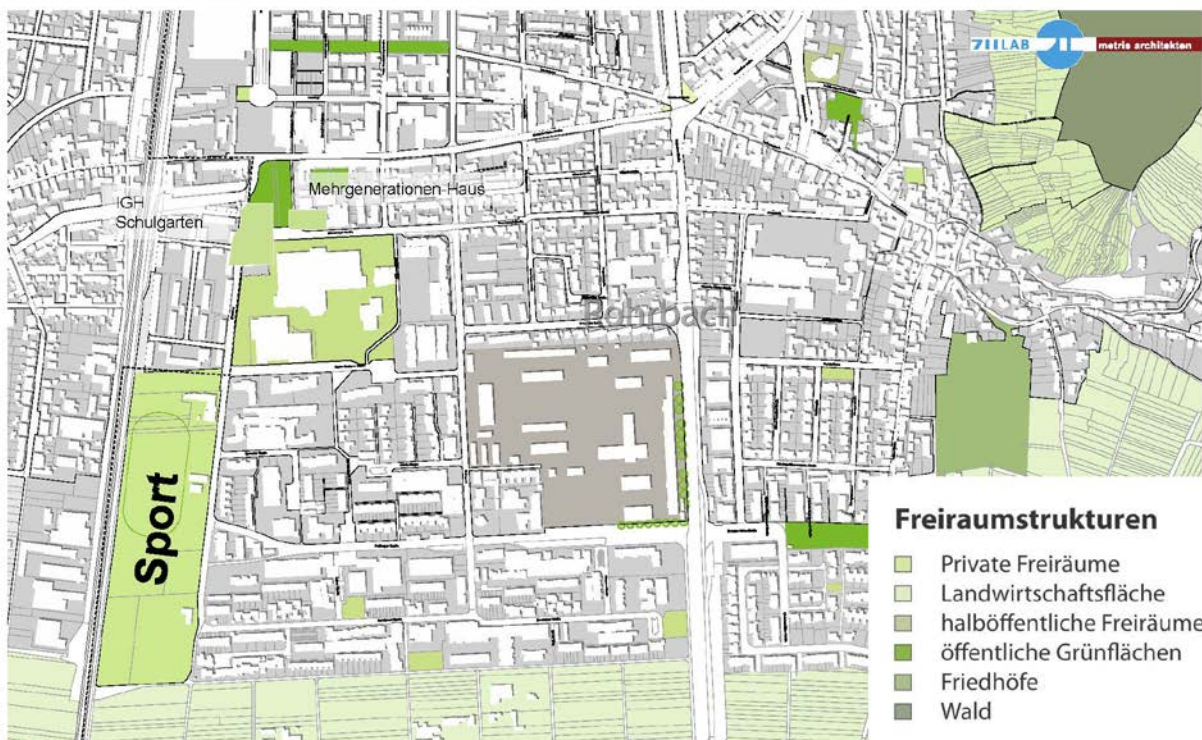 711LAB 71 metris architekten
Mehrgenerationen Haus
IGH
Schulgarten
Rohrbach
Sport
Freiraumstrukturen
Private Freiräume
Landwirtschaftsfläche
halböffentliche Freiräume
öffentliche Grünflächen
Friedhöfe
Wald